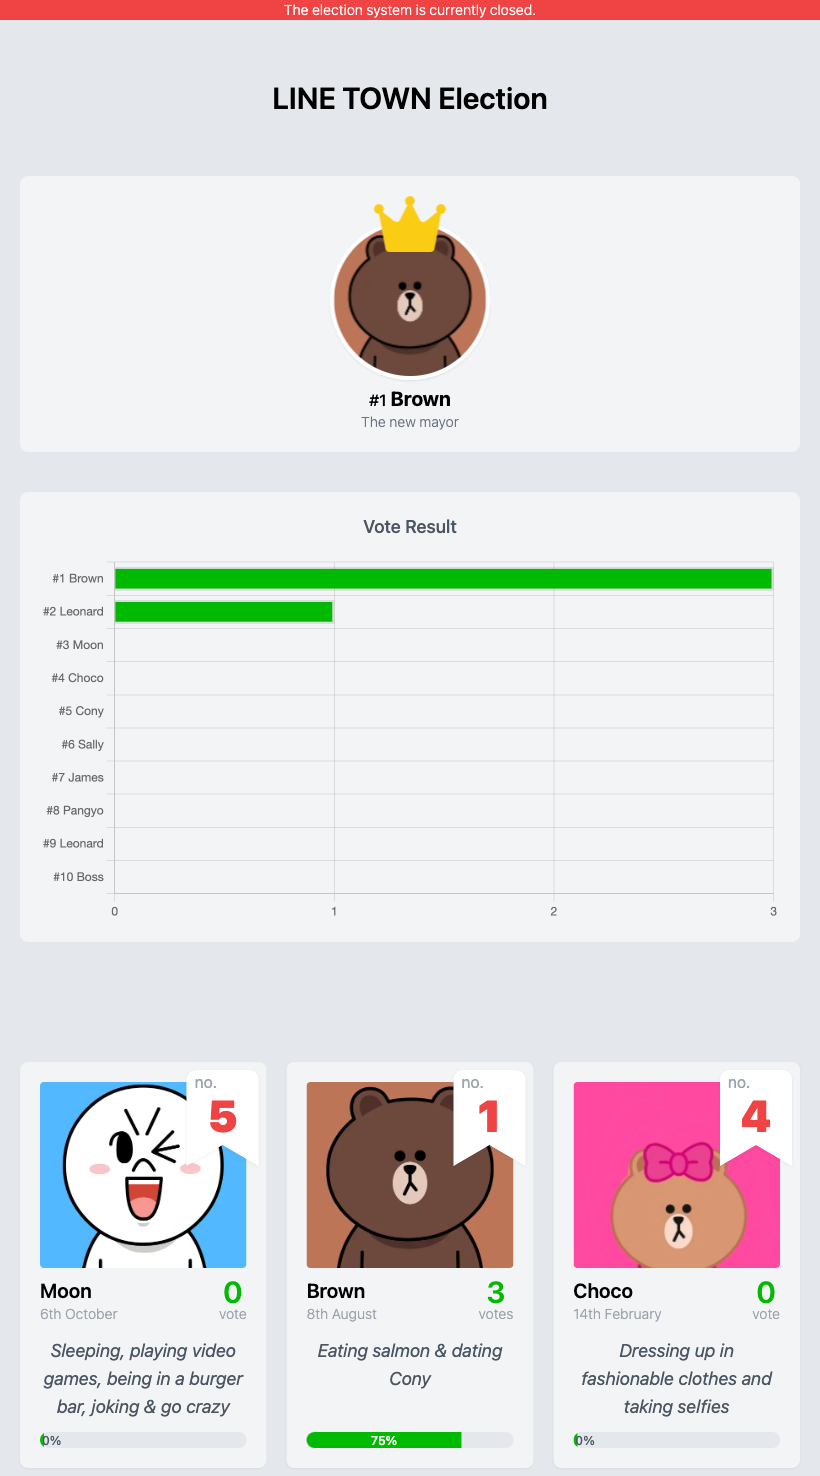 The election system is currently closed.
LINE TOWN Election
#1 Brown
The new mayor
Vote Result
#1 Brown
#2 Leonard
#3 Moon
#4 Choco
#5 Cony
#6 Sally
#7 James
#8 Pangyo
#9 Leonard
#10 Boss
0 1 2 3
no.
5
Moon
0
6th October
vote
Sleeping, playing video
games, being in a burger
bar, joking & go crazy
0%
no.
1
Brown
3
8th August
votes
Eating salmon & dating
Cony
75%
no.
4
Choco
0
14th February
vote
Dressing up in
fashionable clothes and
taking selfies
0%